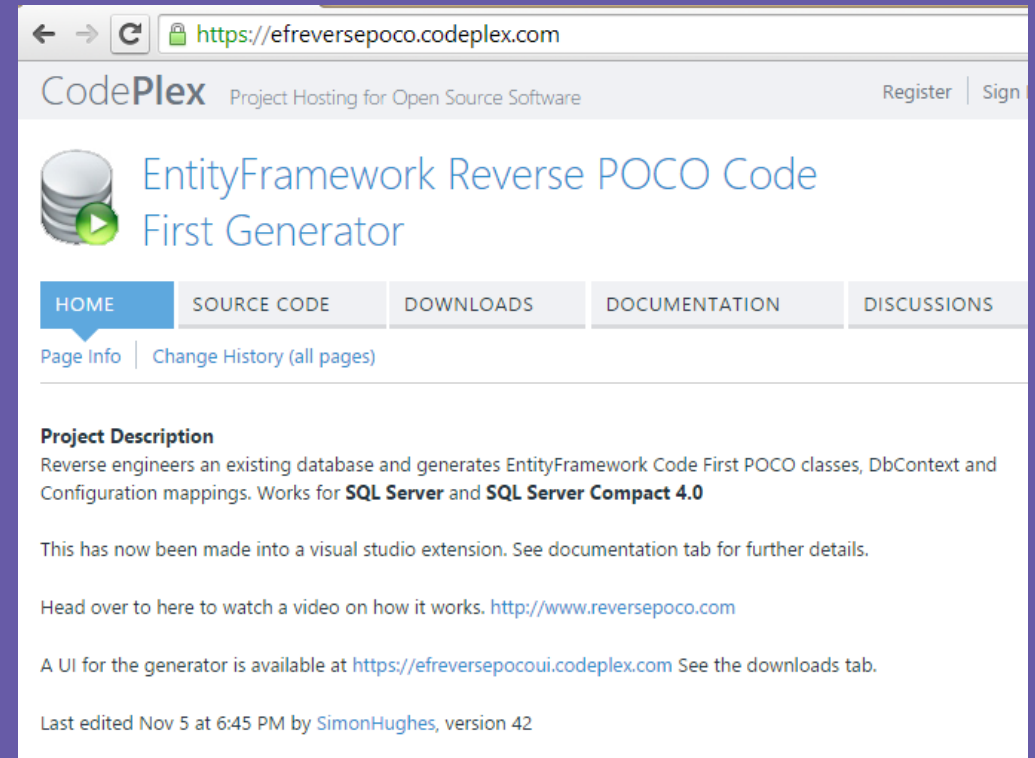 https://efreversepoco.codeplex.com
CodePlex Project Hosting for Open Source Software Register Sign
EntityFramework Reverse POCO Code
First Generator
HOME SOURCE CODE DOWNLOADS DOCUMENTATION DISCUSSIONS
Page Info Change History (all pages)
Project Description
Reverse engineers an existing database and generates EntityFramework Code First POCO classes, DbContext and
Configuration mappings. Works for SQL Server and SQL Server Compact 4.0
This has now been made into a visual studio extension. See documentation tab for further details.
Head over to here to watch a video on how it works. http://www.reversepoco.com
A UI for the generator is available at https://efreversepocoui.codeplex.com See the downloads tab.
Last edited Nov 5 at 6:45 PM by SimonHughes, version 42